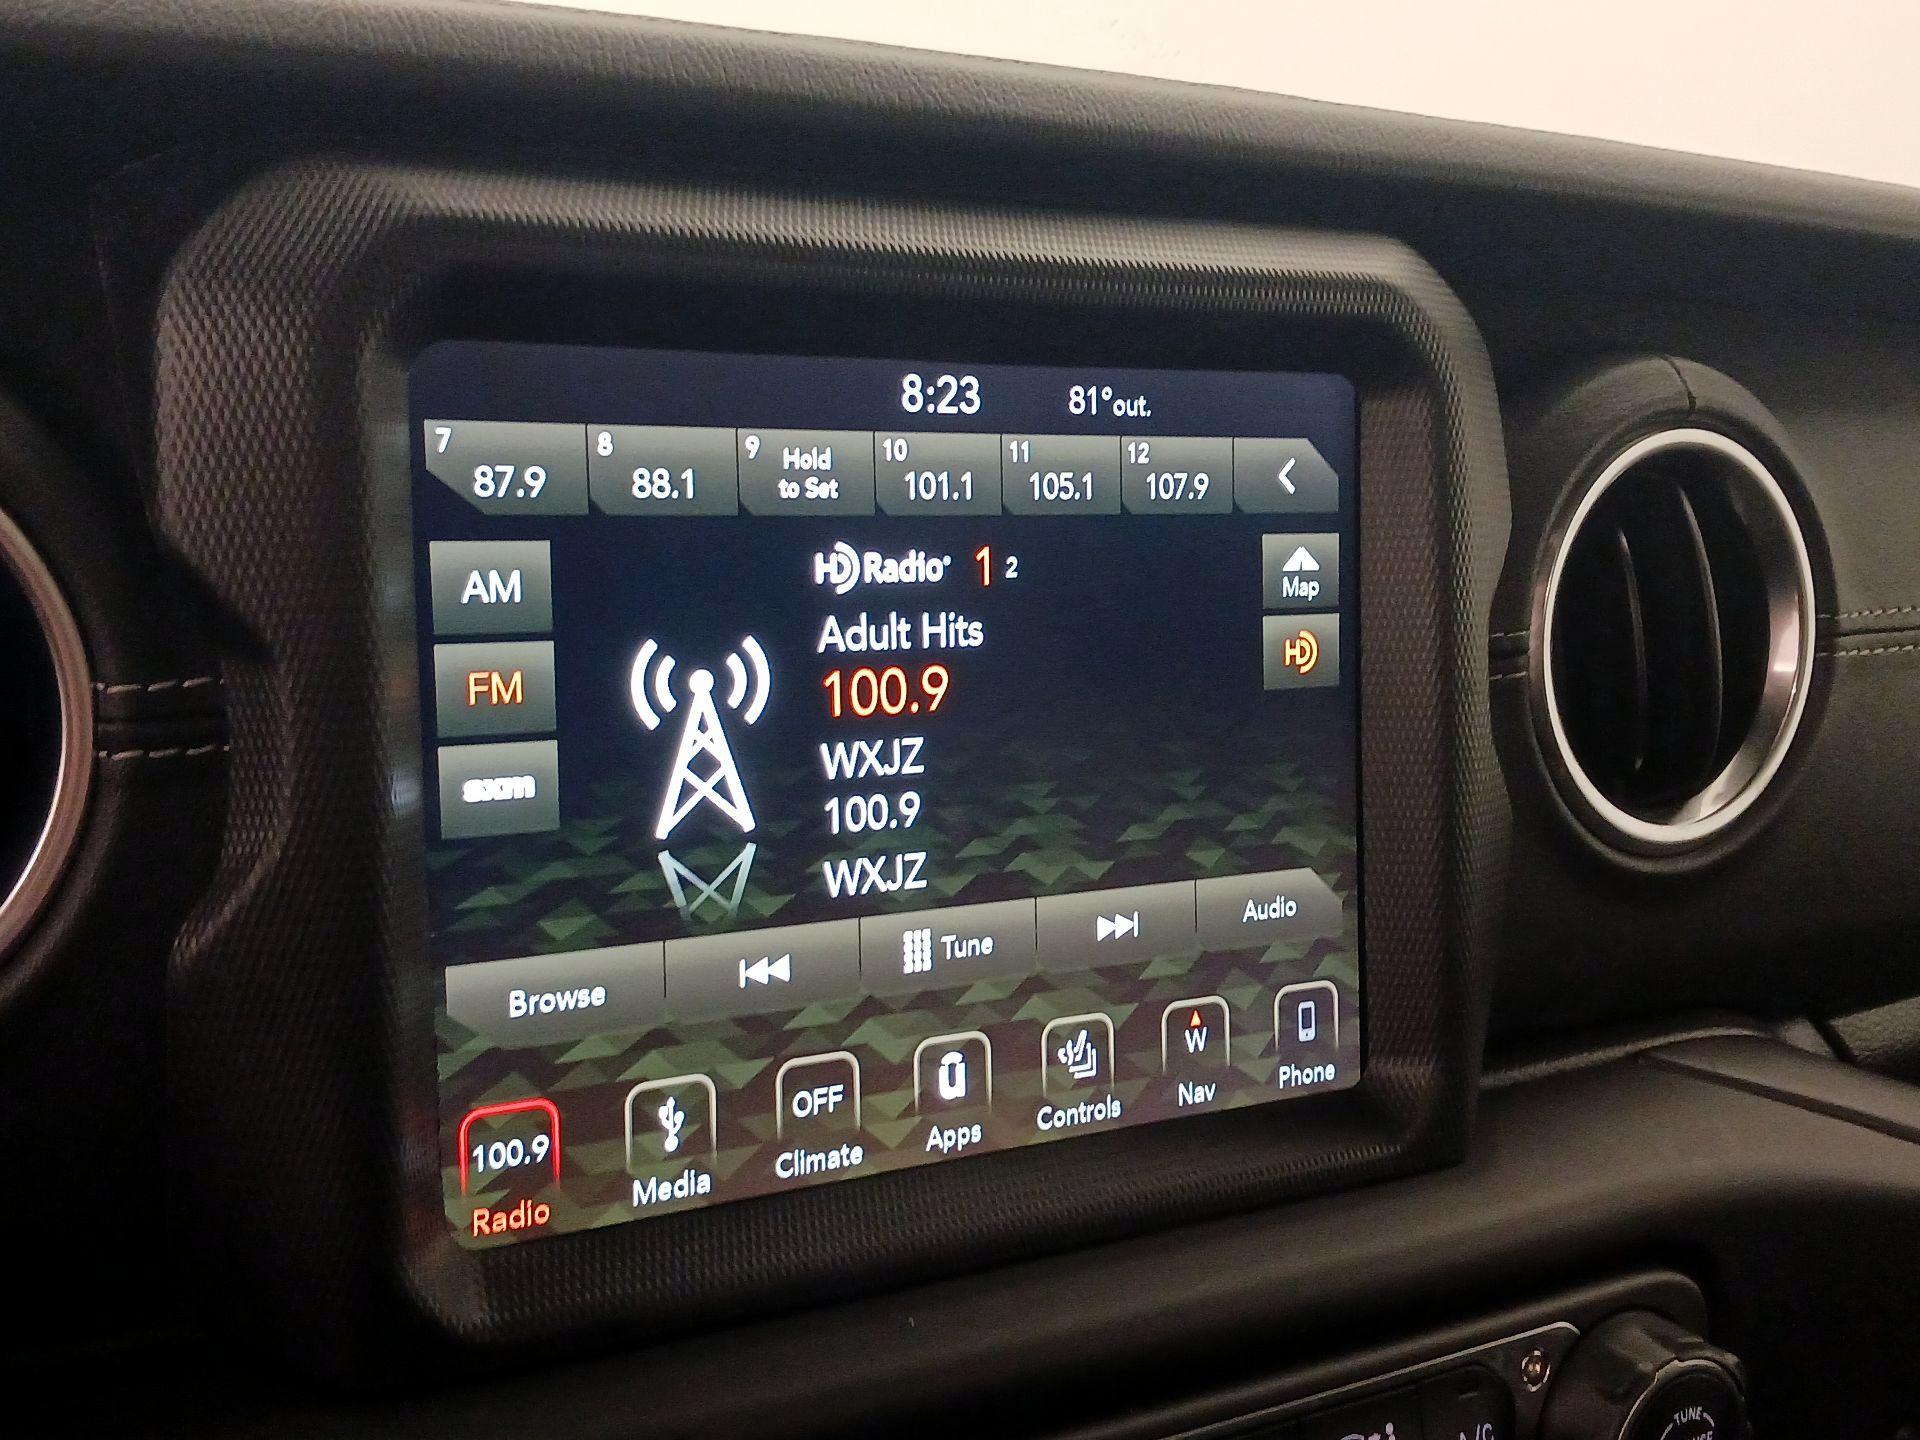 8:23 81°out.
7 87.9
8 88.1
9 Hold to Set
10 101.1
11 105.1
12 107.9
HD Radio 1 2
AM
Map
Adult Hits
HD
FM
100.9
WXJZ
sxm
100.9
WXJZ
Browse
Tune
Audio
100.9
Radio
Media
OFF
Climate
Apps
Controls
W
Nav
Phone
TUNE